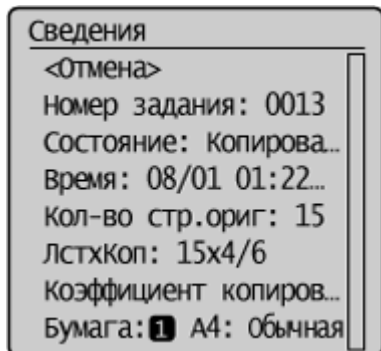 Сведения
<Отмена>
Номер задания: 0013
Состояние: Копирова…
Время: 08/01 01:22…
Кол-во стр.ориг: 15
ЛстxКоп: 15x4/6
Коэффициент копиров…
Бумага:1 A4: Обычная